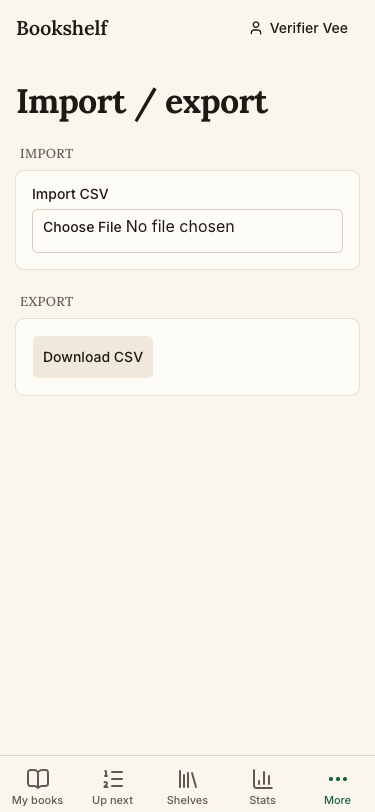 Bookshelf
Verifier Vee
Import / export
IMPORT
Import CSV
Choose File No file chosen
EXPORT
Download CSV
My books
Up next
Shelves
Stats
More